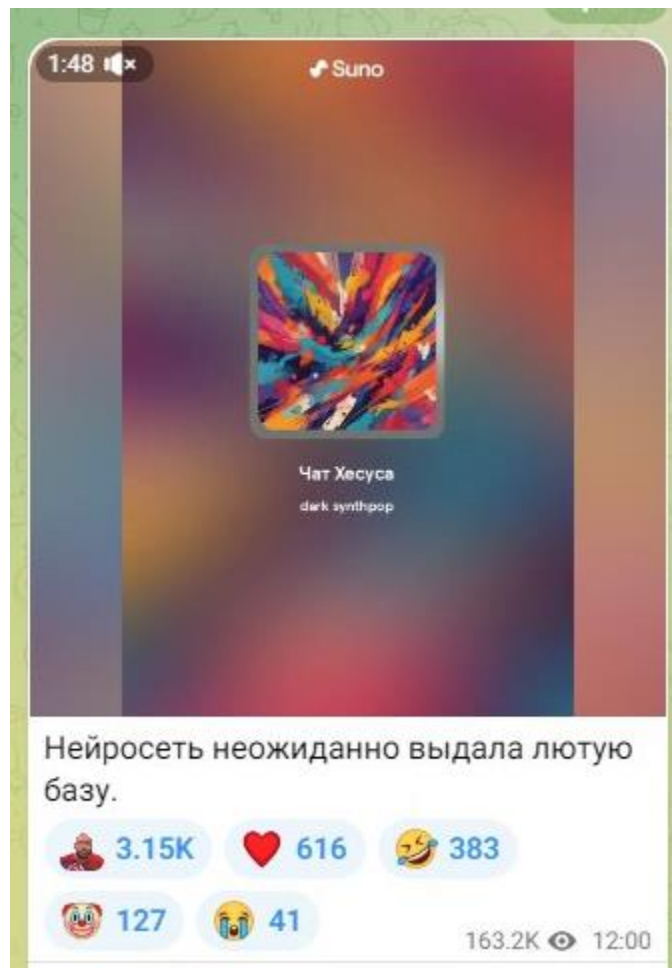 1:48
Suno
Чат Хесуса
dark synthpop
Нейросеть неожиданно выдала лютую
базу.
3.15K 616 383
127 41
163.2K 12:00